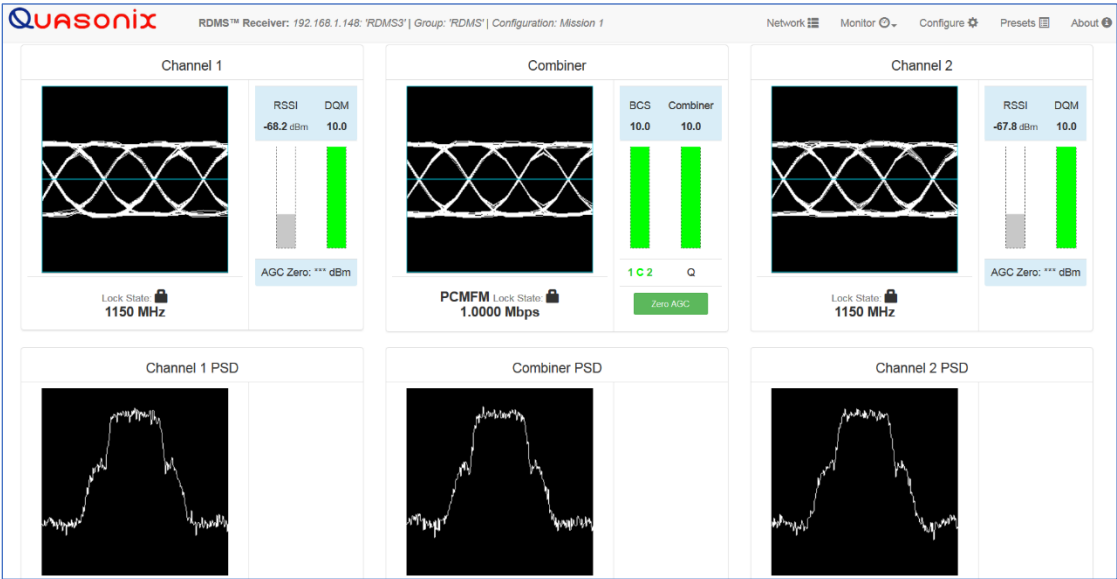 QUASONIX
RDMS™ Receiver: 192.168.1.148: 'RDMS3' | Group: 'RDMS' | Configuration: Mission 1
Network Monitor Configure Presets About
Channel 1
RSSI DQM
-68.2 dBm 10.0
AGC Zero: *** dBm
Lock State:
1150 MHz
Combiner
BCS Combiner
10.0 10.0
1 C 2 Q
Zero AGC
PCMFM Lock State:
1.0000 Mbps
Channel 2
RSSI DQM
-67.8 dBm 10.0
AGC Zero: *** dBm
Lock State:
1150 MHz
Channel 1 PSD
Combiner PSD
Channel 2 PSD